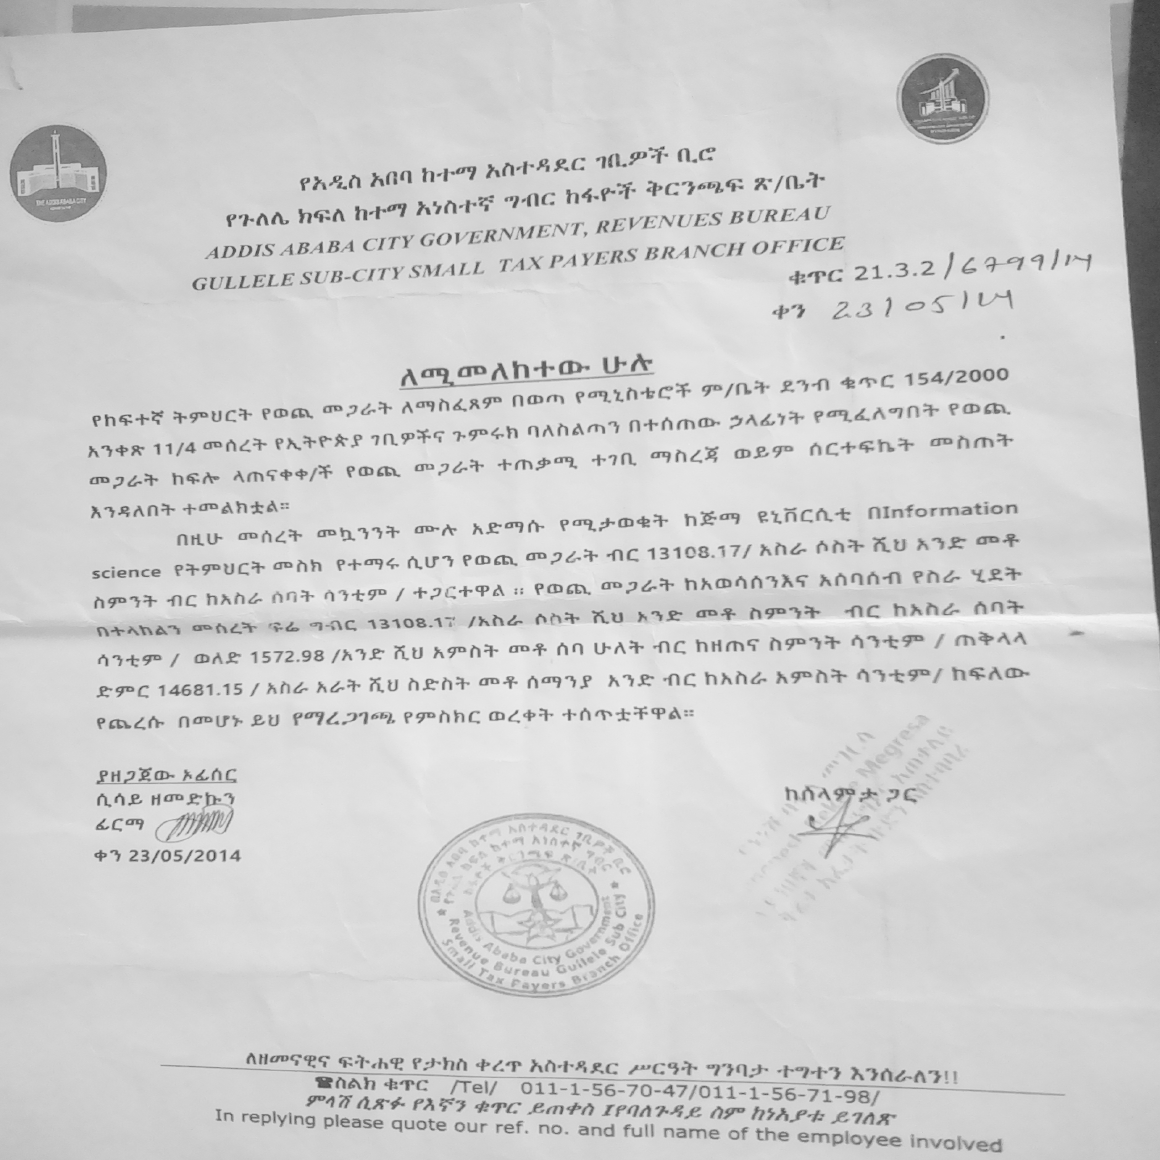 የአዲስ አበባ ከተማ አስተዳደር ገቢዎች ቢሮ
የጉለሌ ክፍለ ከተማ አነስተኛ ግብር ከፋዮች ቅርንጫፍ ጽ/ቤት
ADDIS ABABA CITY GOVERNMENT, REVENUES BUREAU
GULLELE SUB-CITY SMALL TAX PAYERS BRANCH OFFICE
ቁጥር 21.3.2/6799/14
ቀን 23/05/14
ለሚመለከተው ሁሉ
የከፍተኛ ትምህርት የወጪ መጋራት ለማስፈጸም በወጣ የሚኒስቴሮች ም/ቤት ደንብ ቁጥር 154/2000
አንቀጽ 11/4 መሰረት የኢትዮጵያ ገቢዎችና ጉምሩክ ባለስልጣን በተሰጠው ኃላፊነት የሚፈለግበት የወጪ
መጋራት ከፍሎ ላጠናቀቀ/ች የወጪ መጋራት ተጠቃሚ ተገቢ ማስረጃ ወይም ሰርተፍኬት መስጠት
እንዳለበት ተመልክቷል።
በዚሁ መሰረት መኳንንት ሙሉ አድማሱ የሚታወቁት ከጅማ ዩኒቨርሲቲ በInformation
science የትምህርት መስክ የተማሩ ሲሆን የወጪ መጋራት ብር 13108.17/ አስራ ሶስት ሺህ አንድ መቶ
ስምንት ብር ከአስራ ሰባት ሳንቲም / ተጋርተዋል ፡፡ የወጪ መጋራት ከአወሳሰንእና አሰባሰብ የስራ ሂደት
በተላከልን መሰረት ፍሬ ግብር 13108.17 /አስራ ሶስት ሺህ አንድ መቶ ስምንት ብር ከአስራ ሰባት
ሳንቲም / ወለድ 1572.98 /አንድ ሺህ አምስት መቶ ሰባ ሁለት ብር ከዘጠና ስምንት ሳንቲም / ጠቅላላ
ድምር 14681.15 / አስራ አራት ሺህ ስድስት መቶ ሰማንያ አንድ ብር ከአስራ አምስት ሳንቲም/ ከፍለው
የጨረሱ በመሆኑ ይህ የማረጋገጫ የምስክር ወረቀት ተሰጥቷቸዋል።
ያዘጋጀው ኦፊሰር
ሲሳይ ዘመድኩን
ፊርማ
ቀን 23/05/2014
ከሰላምታ ጋር
Megresa
Addis Ababa City Government
Revenue Bureau Gullele Sub City
Small Tax Payers Branch Office
ለዘመናዊና ፍትሐዊ የታክስ ቀረጥ አስተዳደር ሥርዓት ግንባታ ተግተን እንሰራለን!!
☎ስልክ ቁጥር /Tel/ 011-1-56-70-47/011-1-56-71-98/
ምላሽ ሲጽፉ የእኛን ቁጥር ይጠቀስ የባለጉዳይ ስም ከነአያቱ ይገለጽ
In replying please quote our ref. no. and full name of the employee involved